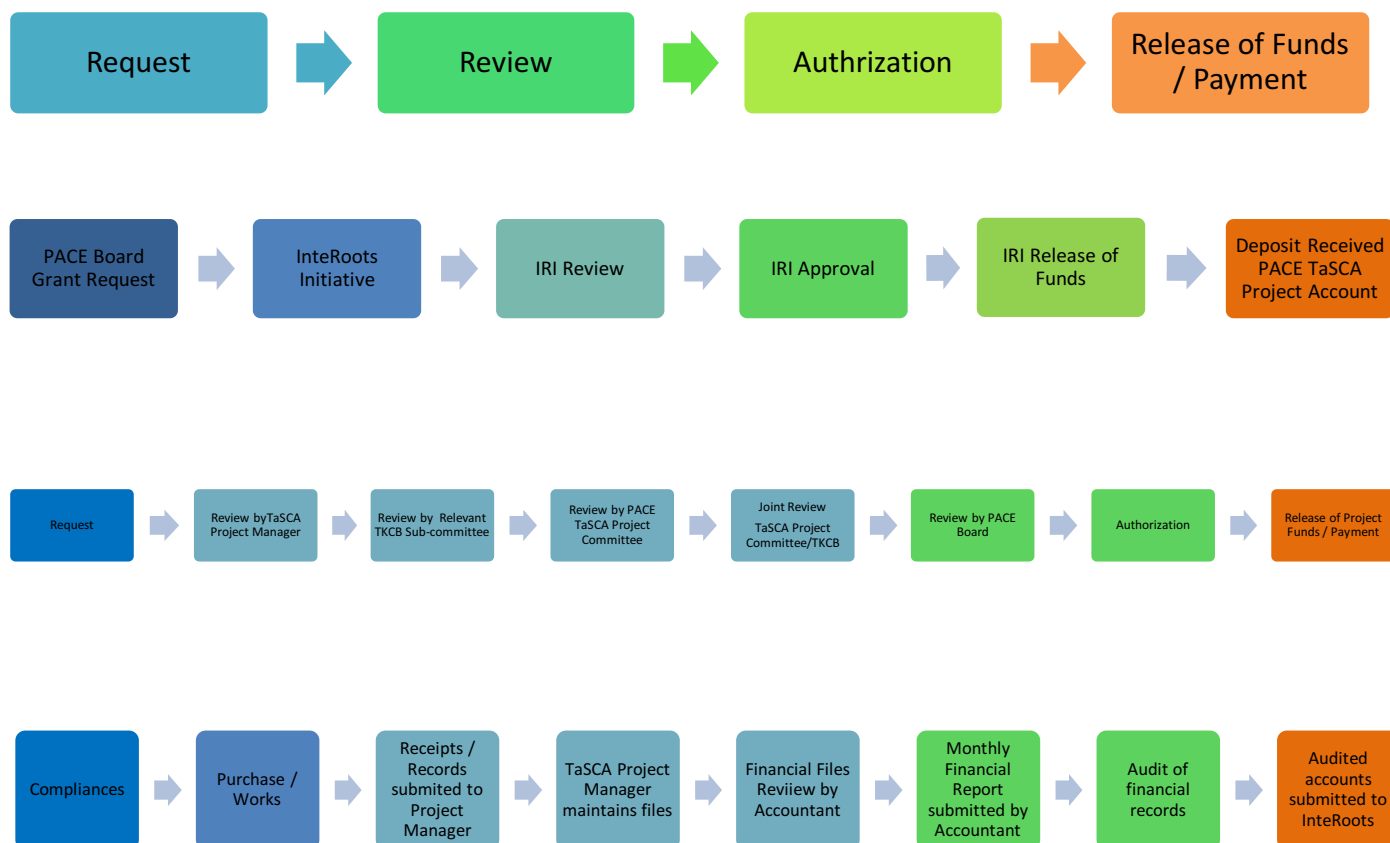 Request
Review
Authrization
Release of Funds
/ Payment
PACE Board
Grant Request
InteRoots
Initiative
IRI Review
IRI Approval
IRI Release of
Funds
Deposit Received
PACE TaSCA
Project Account
Request
Review byTaSCA
Project Manager
Review by  Relevant
TKCB Sub-committee
Review by PACE
TaSCA Project
Committee
Joint Review
TaSCA Project
Committee/TKCB
Review by PACE
Board
Authorization
Release of Project
Funds / Payment
Compliances
Purchase /
Works
Receipts /
Records
submited to
Project
Manager
TaSCA Project
Manager
maintains files
Financial Files
Reviiew by
Accountant
Monthly
Financial
Report
submitted by
Accountant
Audit of
financial
records
Audited
accounts
submitted to
InteRoots